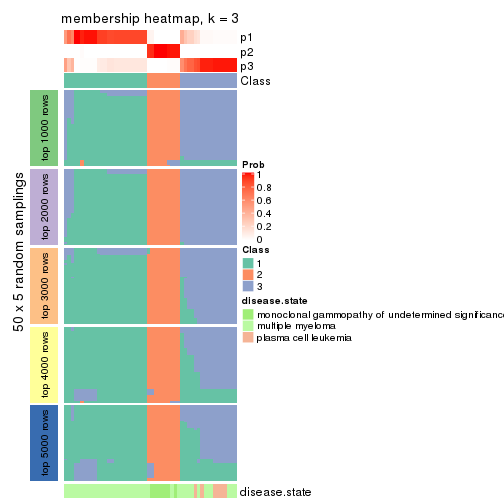 membership heatmap, k = 3
p1
p2
p3
Class
50 x 5 random samplings
top 1000 rows
top 2000 rows
top 3000 rows
top 4000 rows
top 5000 rows
Prob
1
0.8
0.6
0.4
0.2
0
Class
1
2
3
disease.state
monoclonal gammopathy of undetermined significance
multiple myeloma
plasma cell leukemia
disease.state